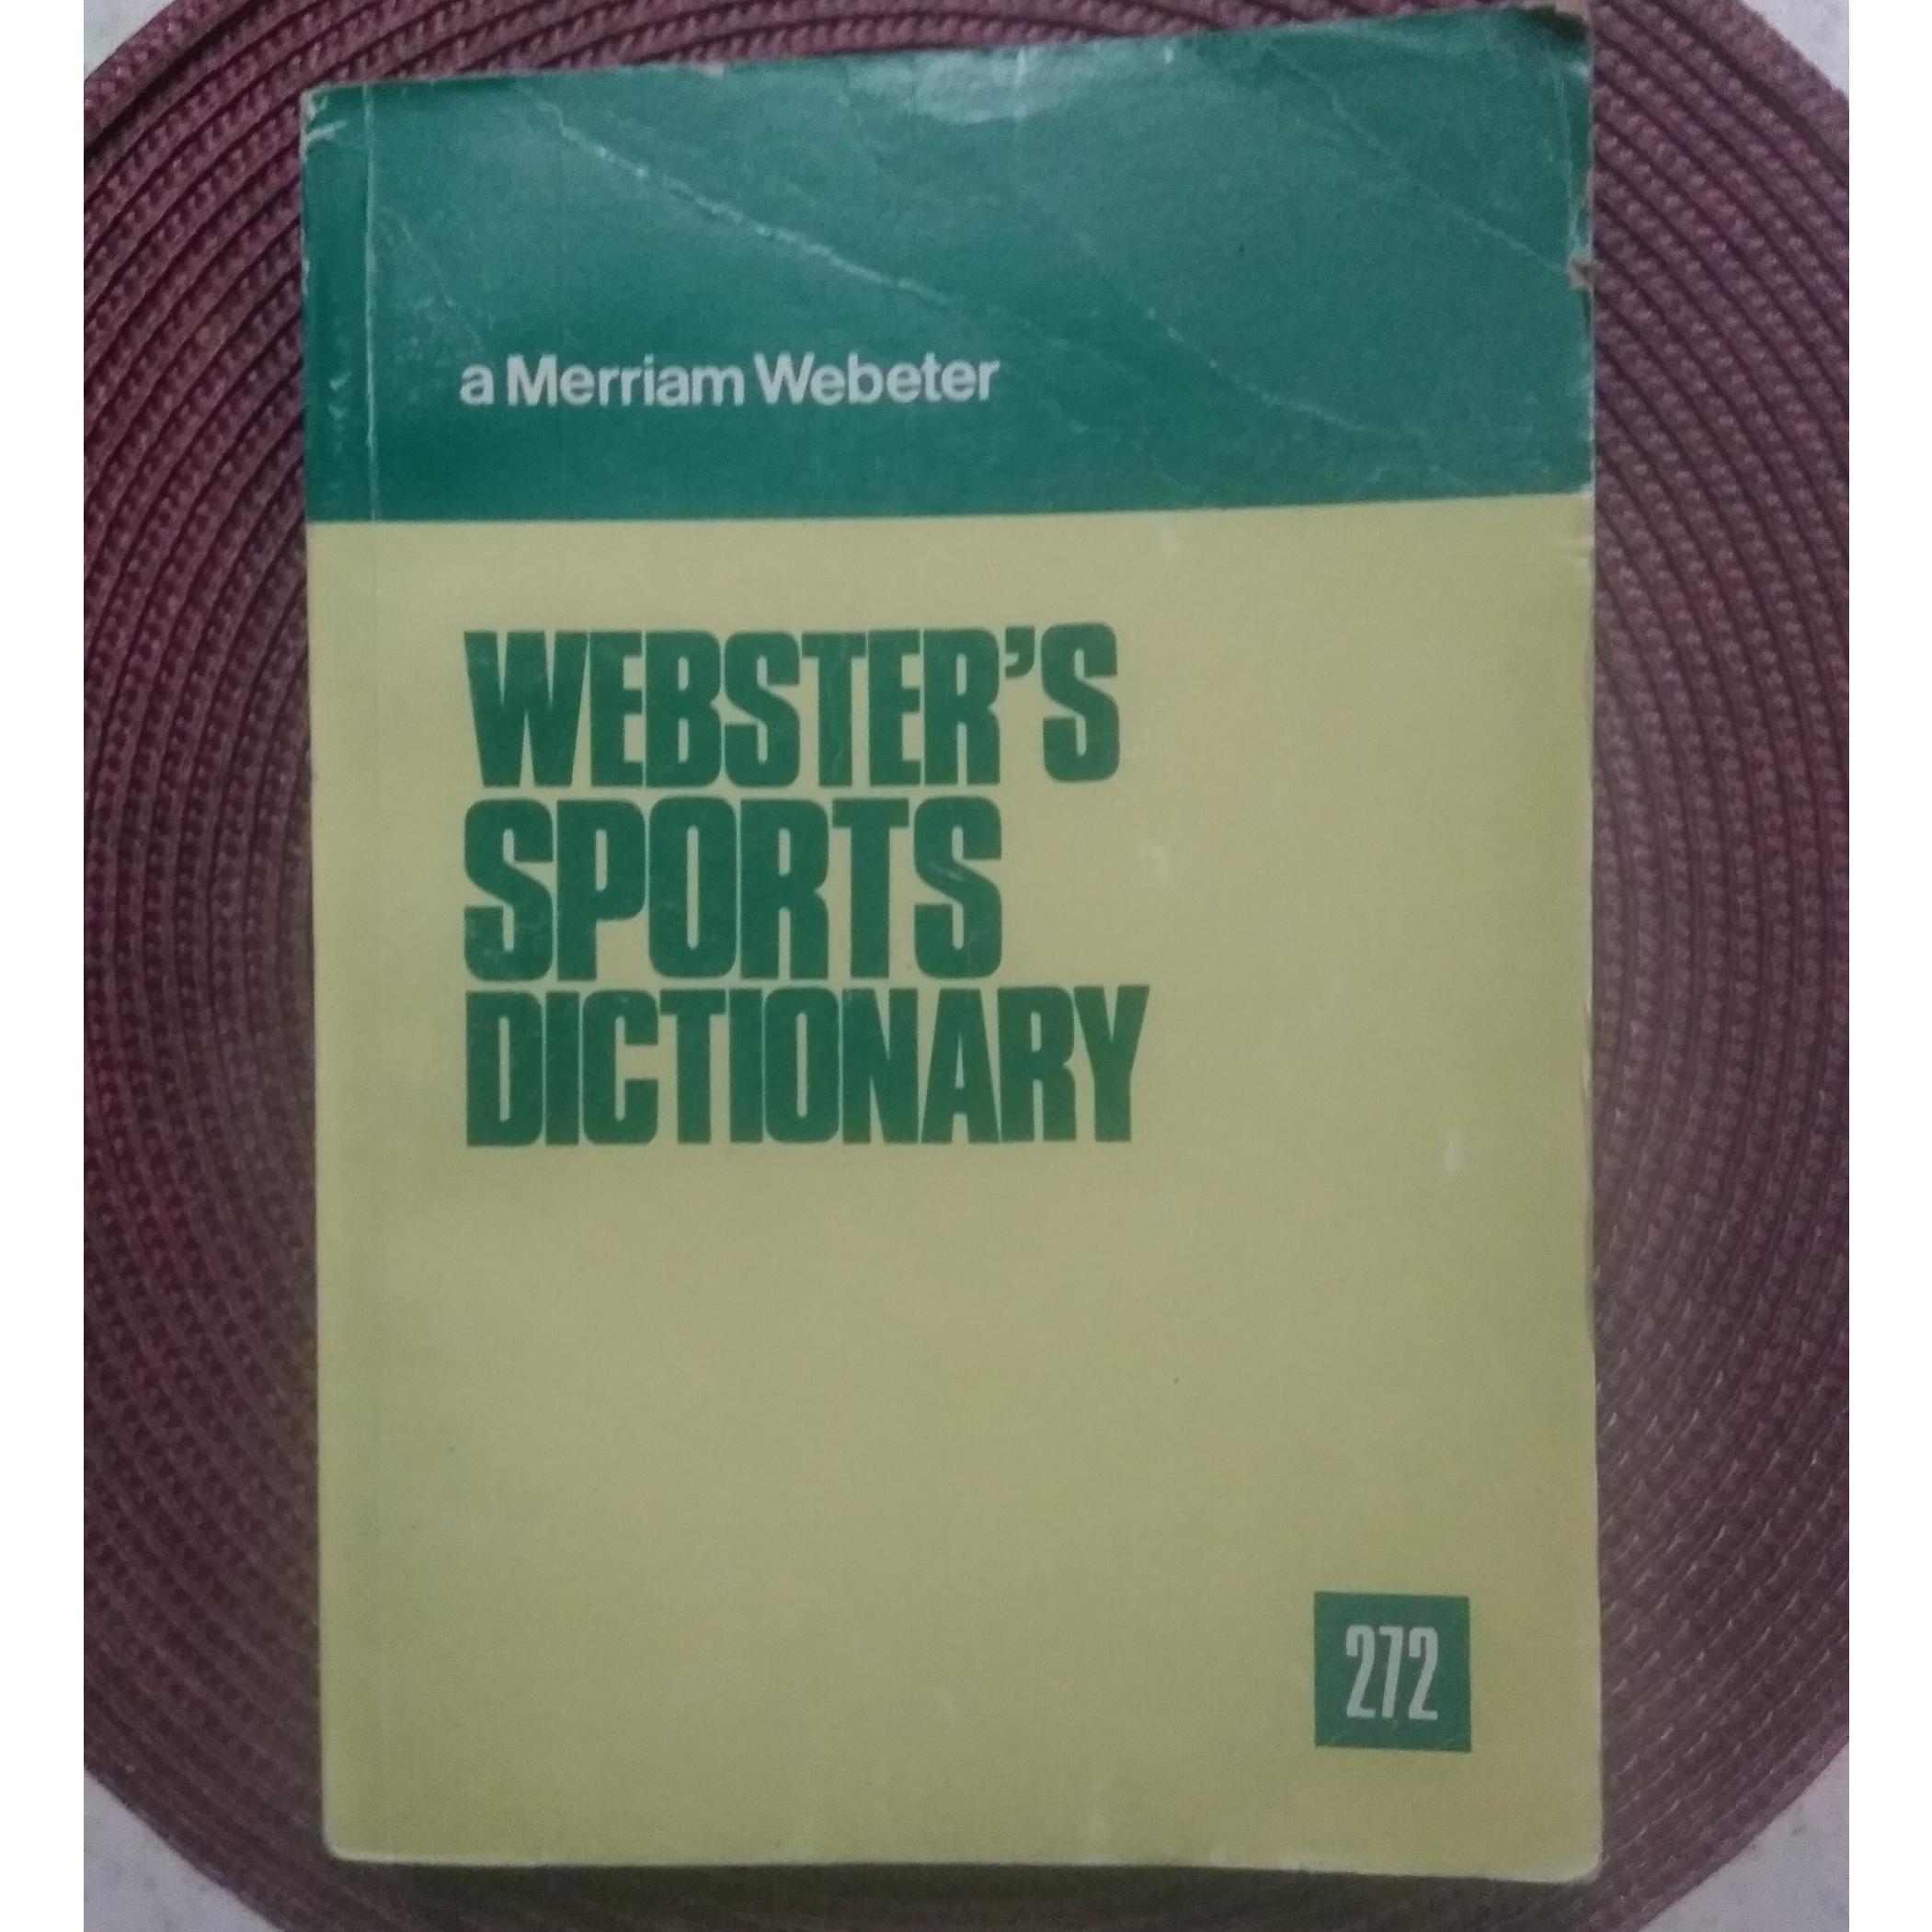 a Merriam Webeter
WEBSTER'S
SPORTS
DICTIONARY
272